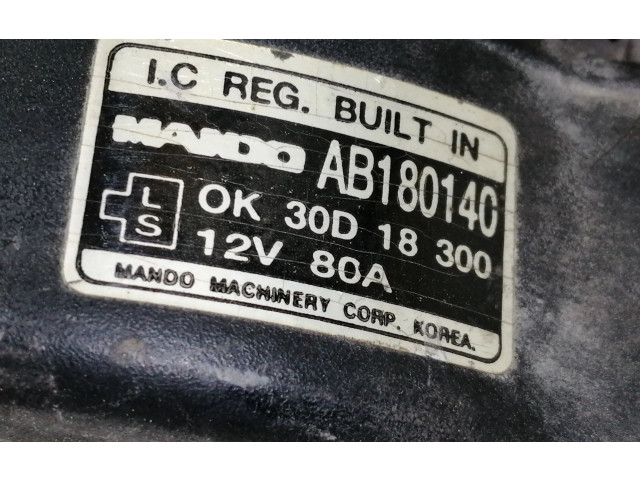 I.C REG. BUILT IN
MANDO AB180140
L
S
OK 30D 18 300
12V 80A
MANDO MACHINERY CORP. KOREA.